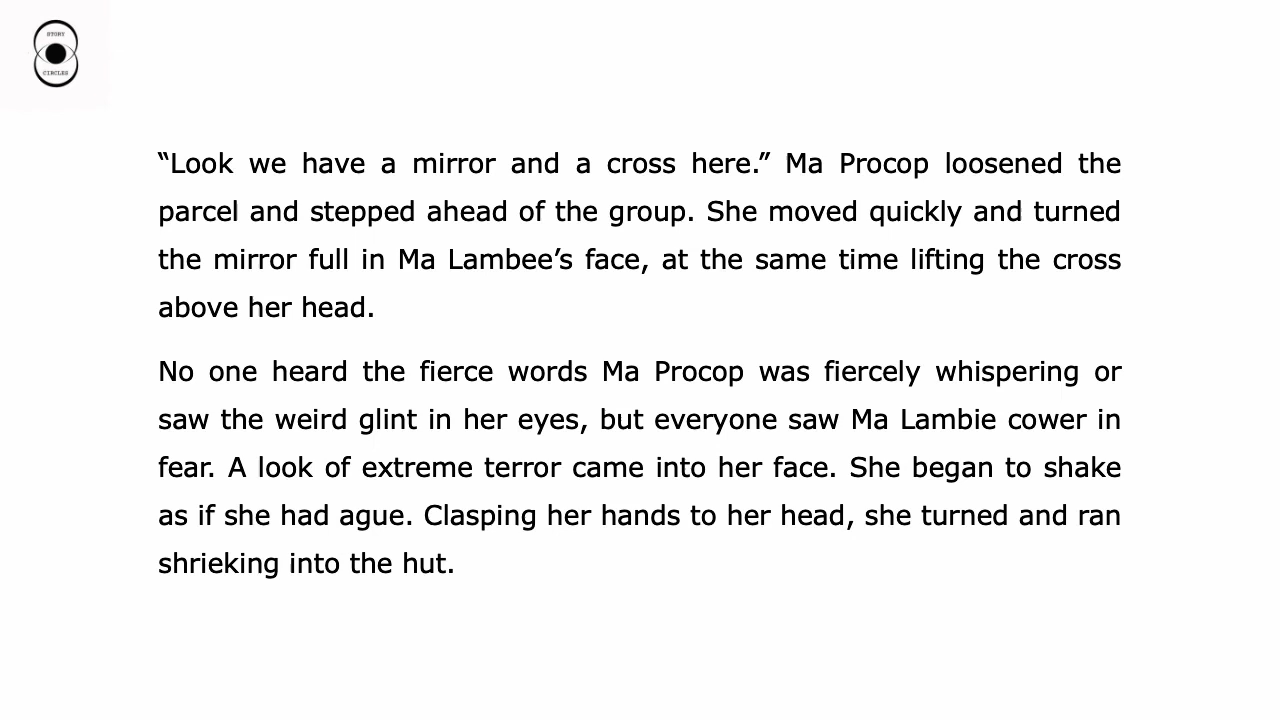 STORY
CIRCLES
“Look we have a mirror and a cross here.” Ma Procop loosened the
parcel and stepped ahead of the group. She moved quickly and turned
the mirror full in Ma Lambee’s face, at the same time lifting the cross
above her head.
No one heard the fierce words Ma Procop was fiercely whispering or
saw the weird glint in her eyes, but everyone saw Ma Lambie cower in
fear. A look of extreme terror came into her face. She began to shake
as if she had ague. Clasping her hands to her head, she turned and ran
shrieking into the hut.